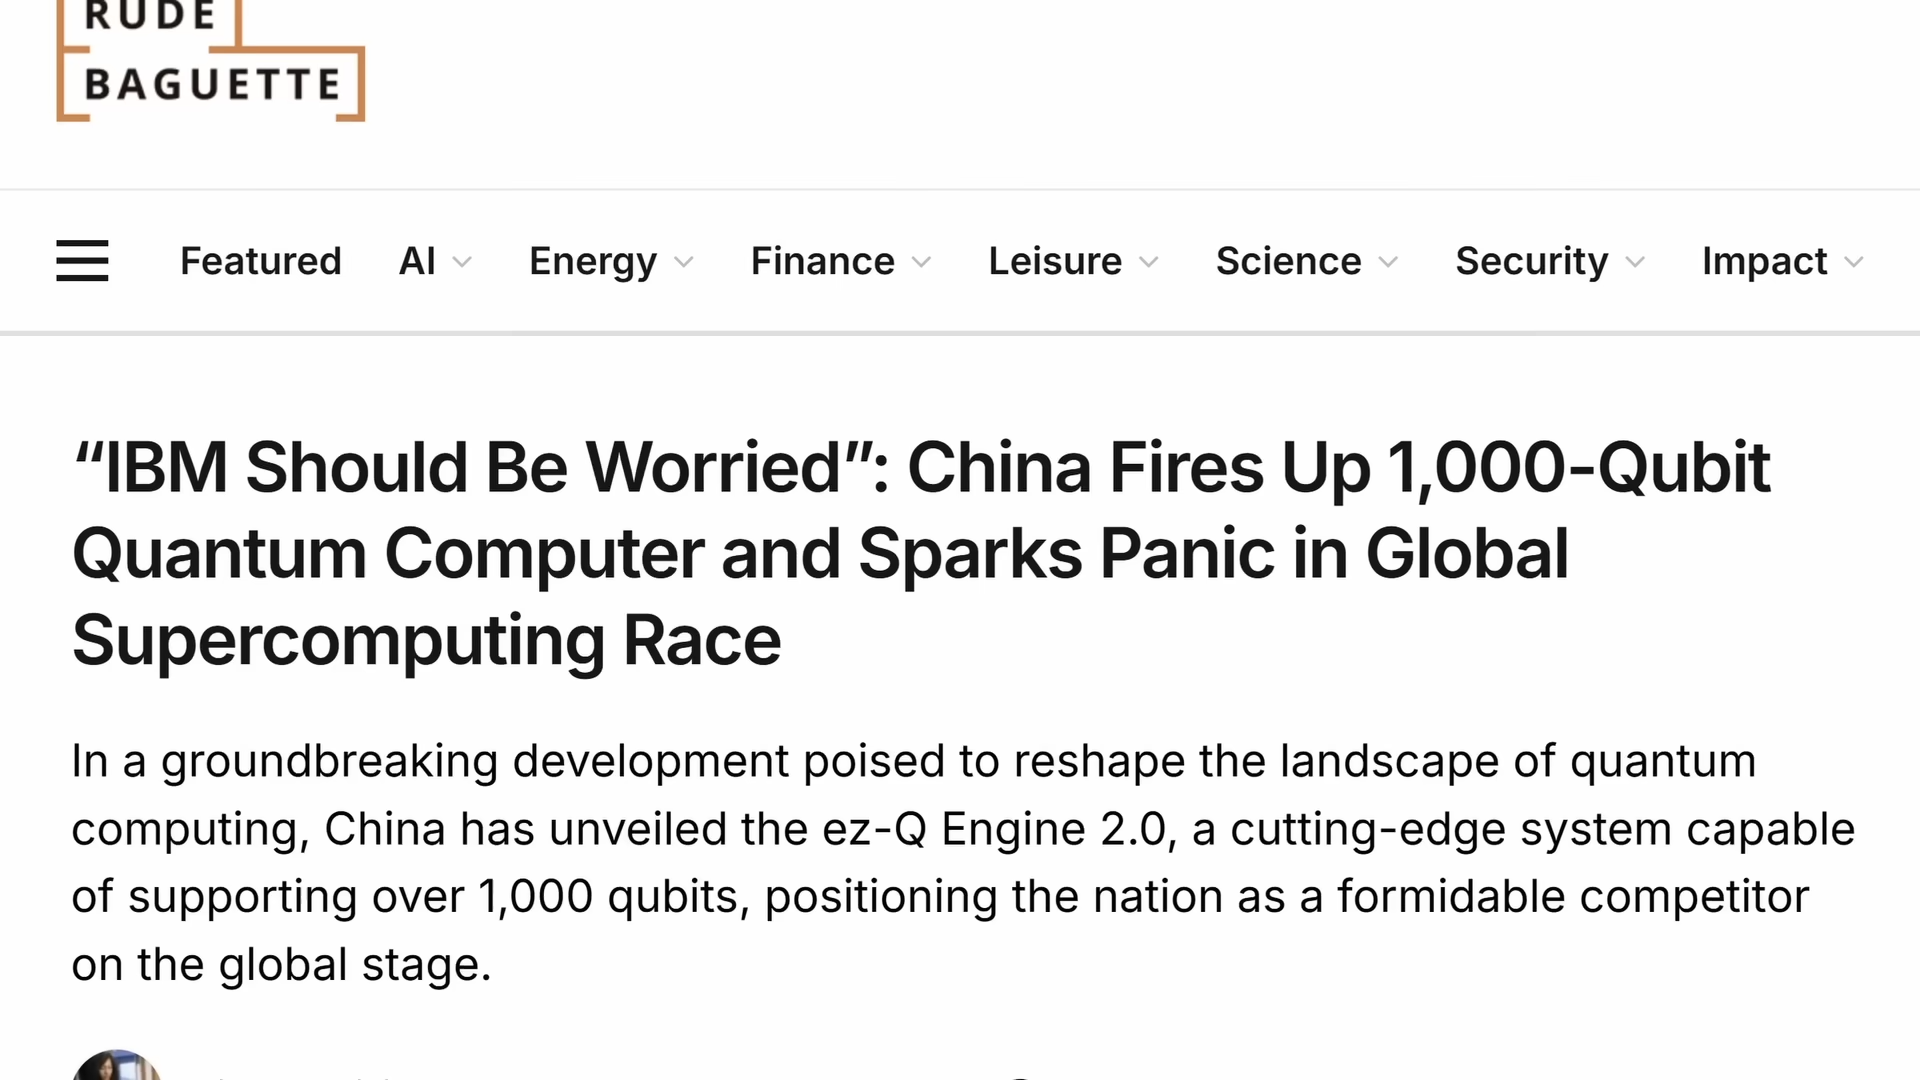 RUDE
BAGUETTE
Featured AI Energy Finance Leisure Science Security Impact
“IBM Should Be Worried”: China Fires Up 1,000-Qubit
Quantum Computer and Sparks Panic in Global
Supercomputing Race
In a groundbreaking development poised to reshape the landscape of quantum
computing, China has unveiled the ez-Q Engine 2.0, a cutting-edge system capable
of supporting over 1,000 qubits, positioning the nation as a formidable competitor
on the global stage.